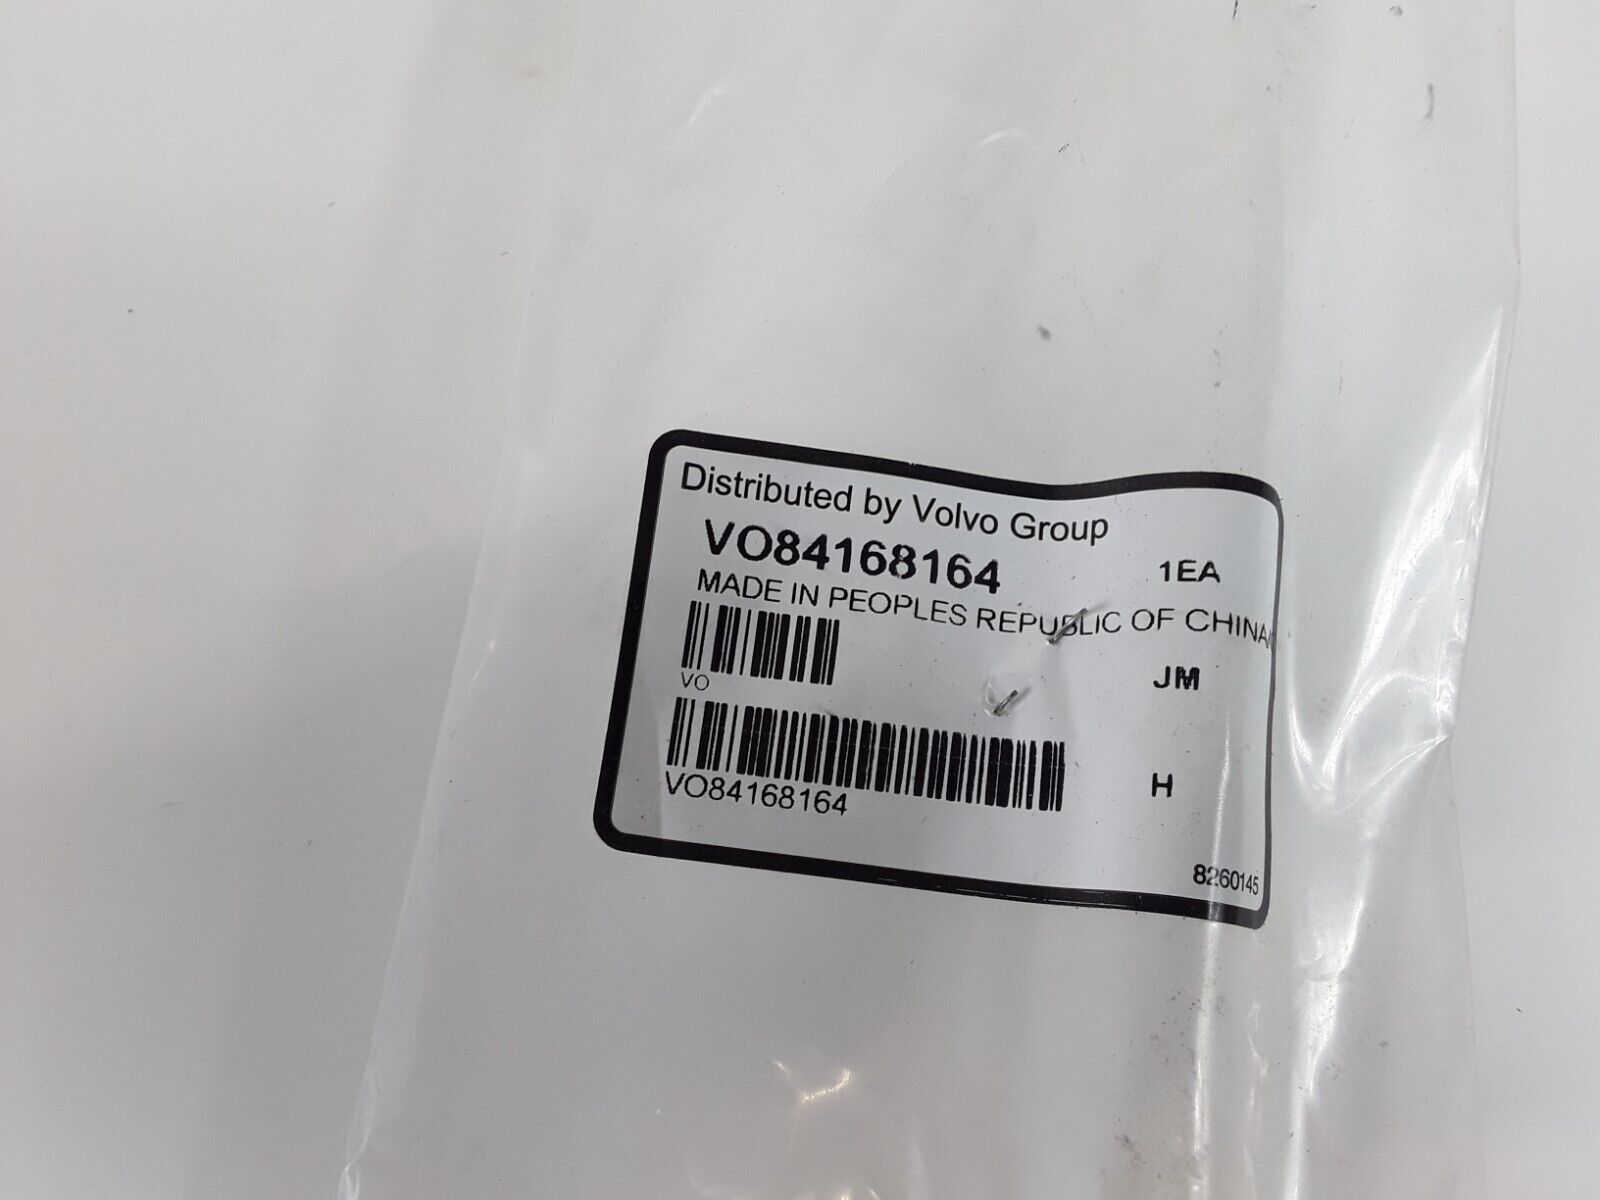 Distributed by Volvo Group
VO84168164 1EA
MADE IN PEOPLES REPUBLIC OF CHINA
JM
VO
VO84168164
H
8260145